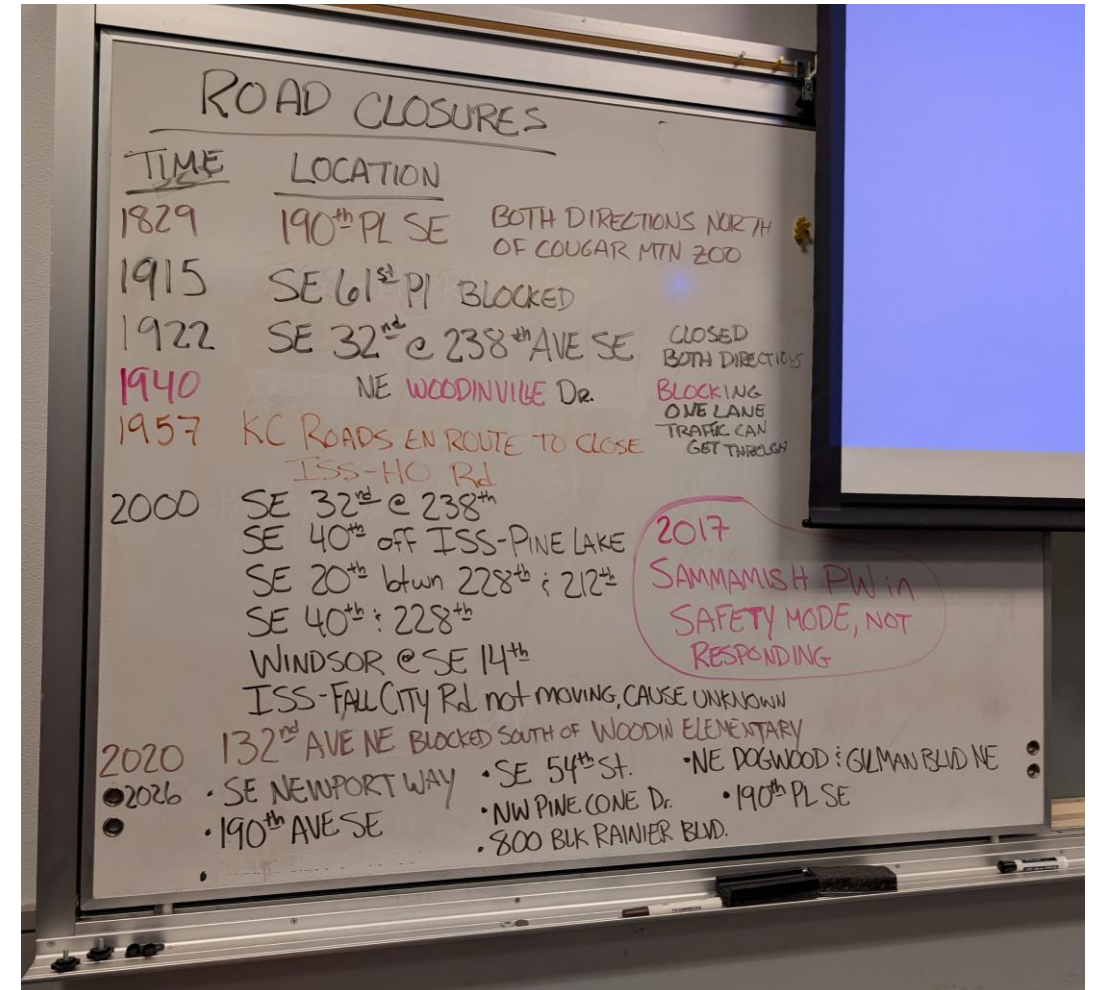 ROAD CLOSURES
TIME LOCATION
1829 190th PL SE BOTH DIRECTIONS NORTH
OF COUGAR MTN ZOO
1915 SE 61st Pl BLOCKED
1922 SE 32nd @ 238th AVE SE CLOSED
BOTH DIRECTIONS
1940 NE WOODINVILLE DR. BLOCKING
ONE LANE
TRAFFIC CAN
GET THROUGH
1957 KC ROADS EN ROUTE TO CLOSE
ISS-HO Rd
2000 SE 32nd @ 238th
SE 40th off ISS-PINE LAKE
SE 20th btwn 228th & 212th
SE 40th & 228th
WINDSOR @ SE 14th
ISS-FALL CITY Rd not moving, CAUSE UNKNOWN
2017
SAMMAMISH PW in
SAFETY MODE, NOT
RESPONDING
2020 132nd AVE NE BLOCKED SOUTH OF WOODIN ELEMENTARY
2026 • SE NEWPORT WAY • SE 54th St. • NE DOGWOOD & GILMAN BLVD NE
• 190th AVE SE • NW PINE CONE Dr. • 190th PL SE
• 800 BLK RAINIER BLVD.